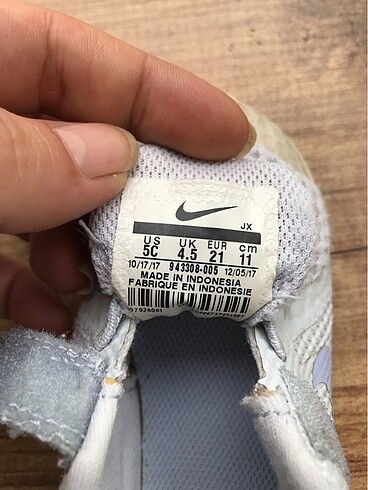 JX
US UK EUR cm
5C 4.5 21 11
10/17/17 943308-005 12/05/17
MADE IN INDONESIA
FABRIQUE EN INDONESIE